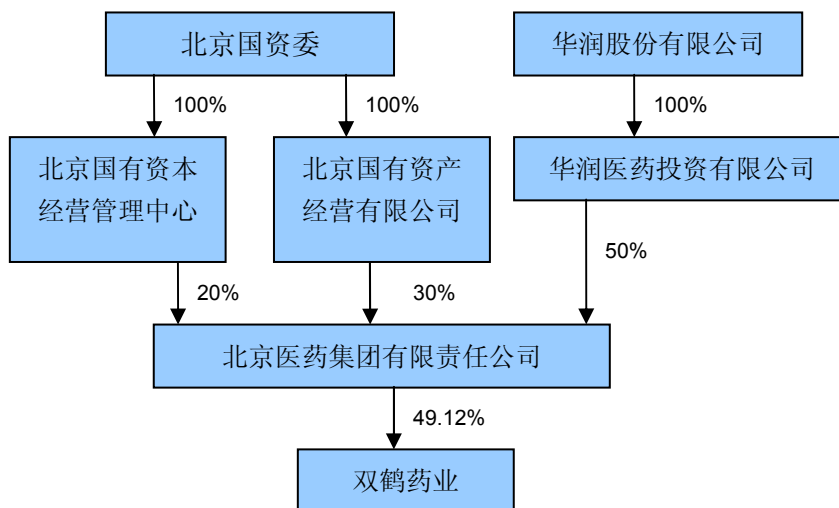 北京国资委
华润股份有限公司
100%
100%
100%
北京国有资本
经营管理中心
北京国有资产
经营有限公司
华润医药投资有限公司
20%
30%
50%
北京医药集团有限责任公司
49.12%
双鹤药业